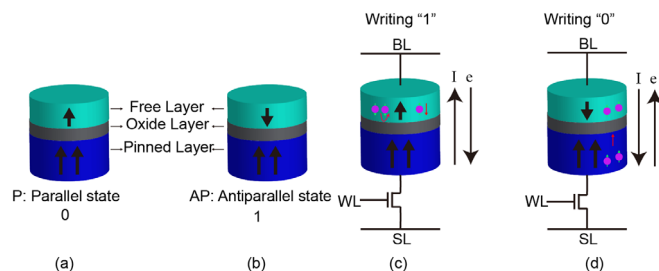 Writing "1"
Writing "0"
BL
BL
I e
I e
Free Layer
Oxide Layer
Pinned Layer
P: Parallel state
0
AP: Antiparallel state
1
WL
WL
SL
SL
(a)
(b)
(c)
(d)